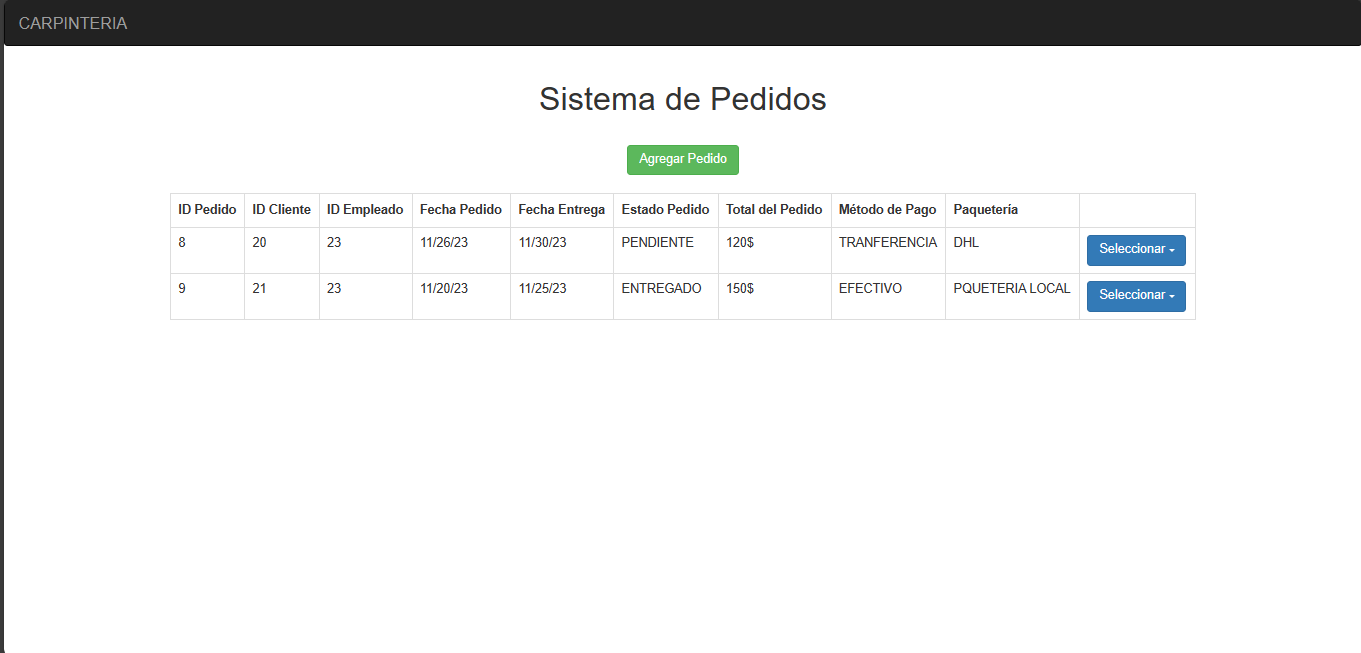 CARPINTERIA
Sistema de Pedidos
Agregar Pedido
ID Pedido ID Cliente ID Empleado Fecha Pedido Fecha Entrega Estado Pedido Total del Pedido Método de Pago Paquetería
8 20 23 11/26/23 11/30/23 PENDIENTE 120$ TRANFERENCIA DHL Seleccionar
9 21 23 11/20/23 11/25/23 ENTREGADO 150$ EFECTIVO PQUETERIA LOCAL Seleccionar